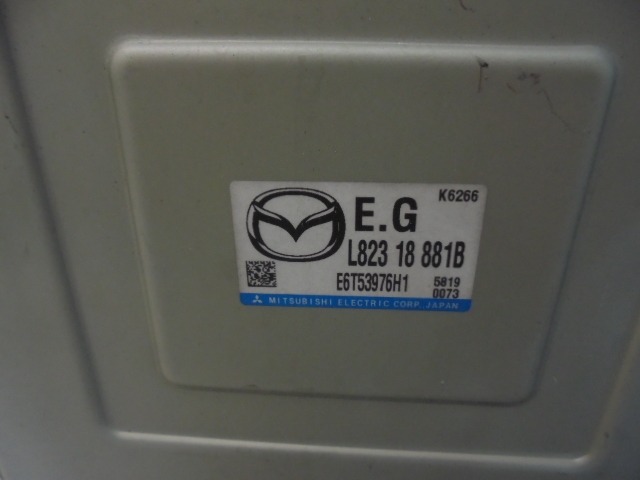 K6266
E.G
L823 18 881B
E6T53976H1 5819
0073
MITSUBISHI ELECTRIC CORP., JAPAN